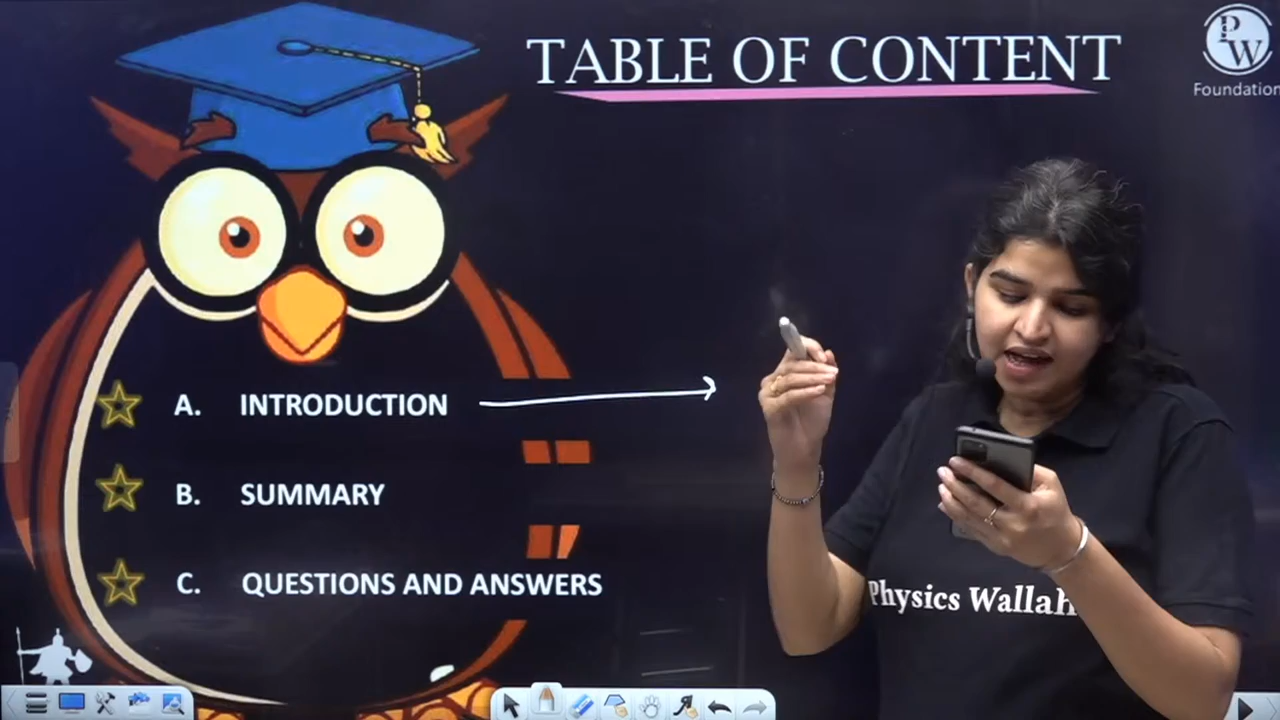 TABLE OF CONTENT
PW
Foundation
A. INTRODUCTION
B. SUMMARY
C. QUESTIONS AND ANSWERS
Physics Wallah